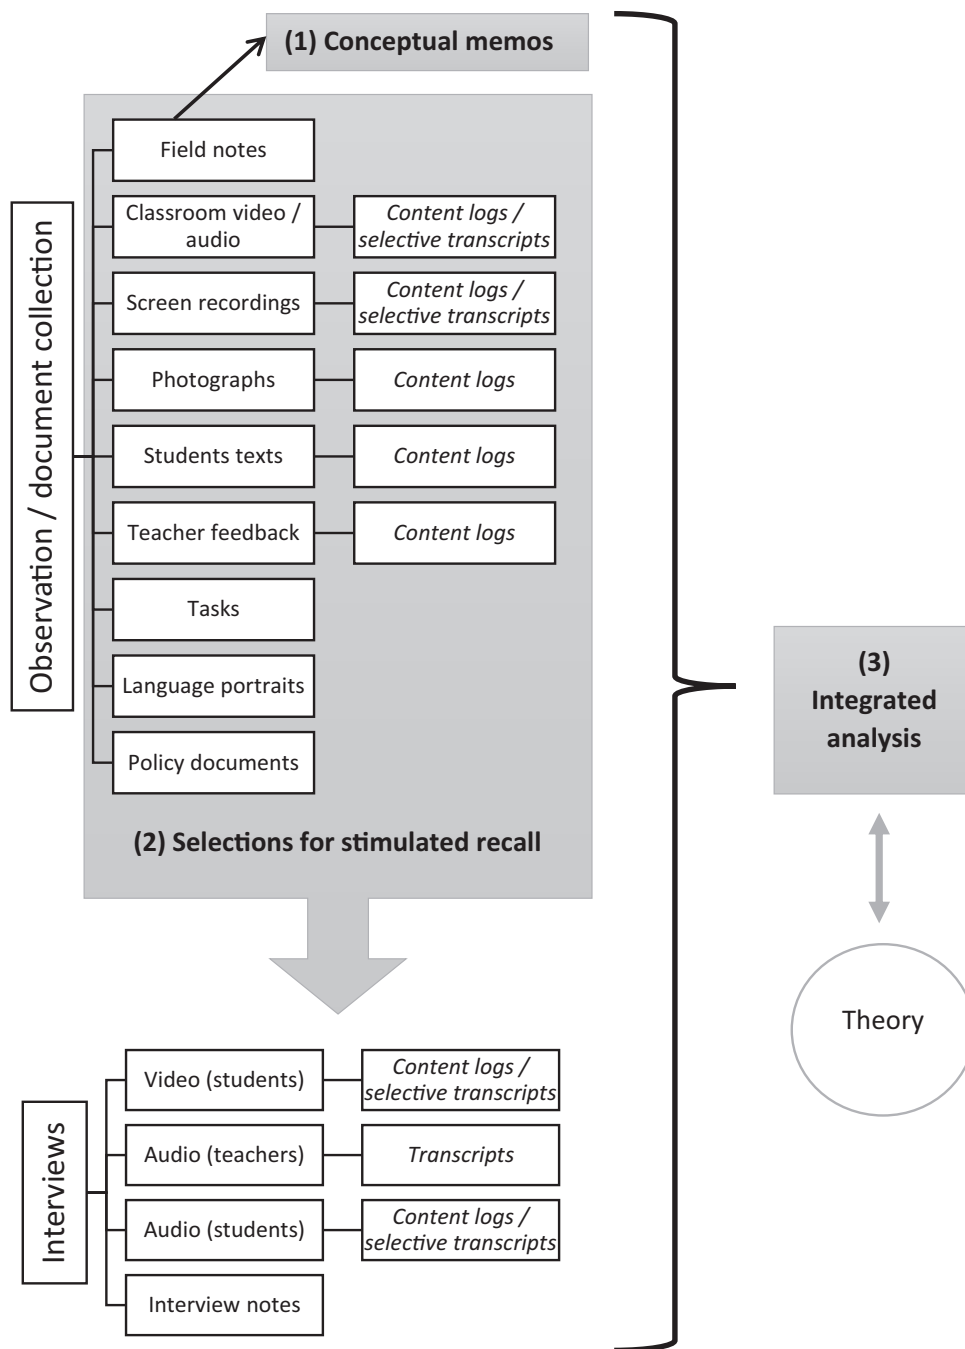 (1) Conceptual memos
Observation / document collection
Field notes
Classroom video /
audio
Content logs /
selective transcripts
Screen recordings
Content logs /
selective transcripts
Photographs
Content logs
Students texts
Content logs
Teacher feedback
Content logs
Tasks
Language portraits
Policy documents
(2) Selections for stimulated recall
Interviews
Video (students)
Content logs /
selective transcripts
Audio (teachers)
Transcripts
Audio (students)
Content logs /
selective transcripts
Interview notes
(3)
Integrated
analysis
Theory